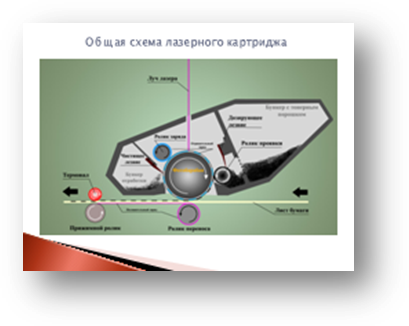 Общая схема лазерного картриджа
Луч лазера
Бункер с тонерным
порошком
Дозирующее
лезвие
Ролик заряда
Ролик проявки
Чистящее
лезвие
Бункер
отработки
Термовал
Лист бумаги
Прижимной ролик
Ролик переноса